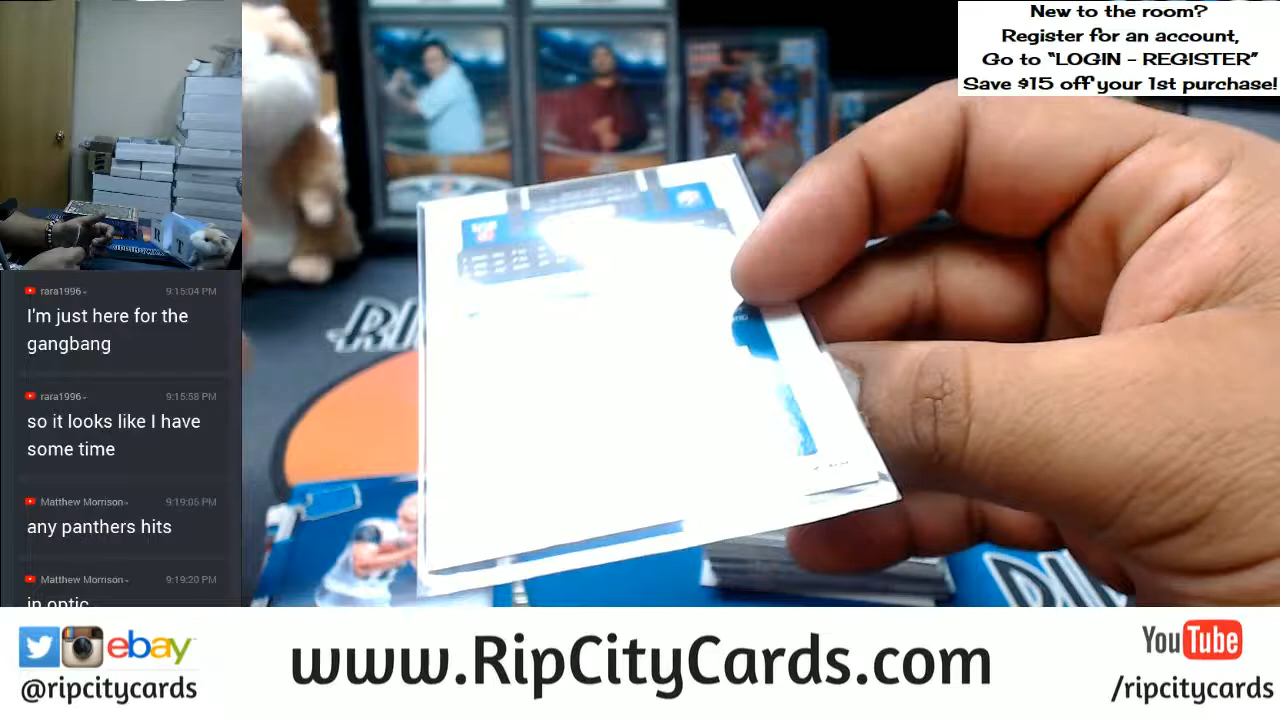 New to the room?
Register for an account,
Go to "LOGIN - REGISTER"
Save $15 off your 1st purchase!
rara1996
9:15:04 PM
I'm just here for the
gangbang
rara1996
9:15:58 PM
so it looks like I have
some time
Matthew Morrison
9:19:05 PM
any panthers hits
Matthew Morrison
9:19:20 PM
in optic
ebay
@ripcitycards
www.RipCityCards.com
YouTube
/ripcitycards